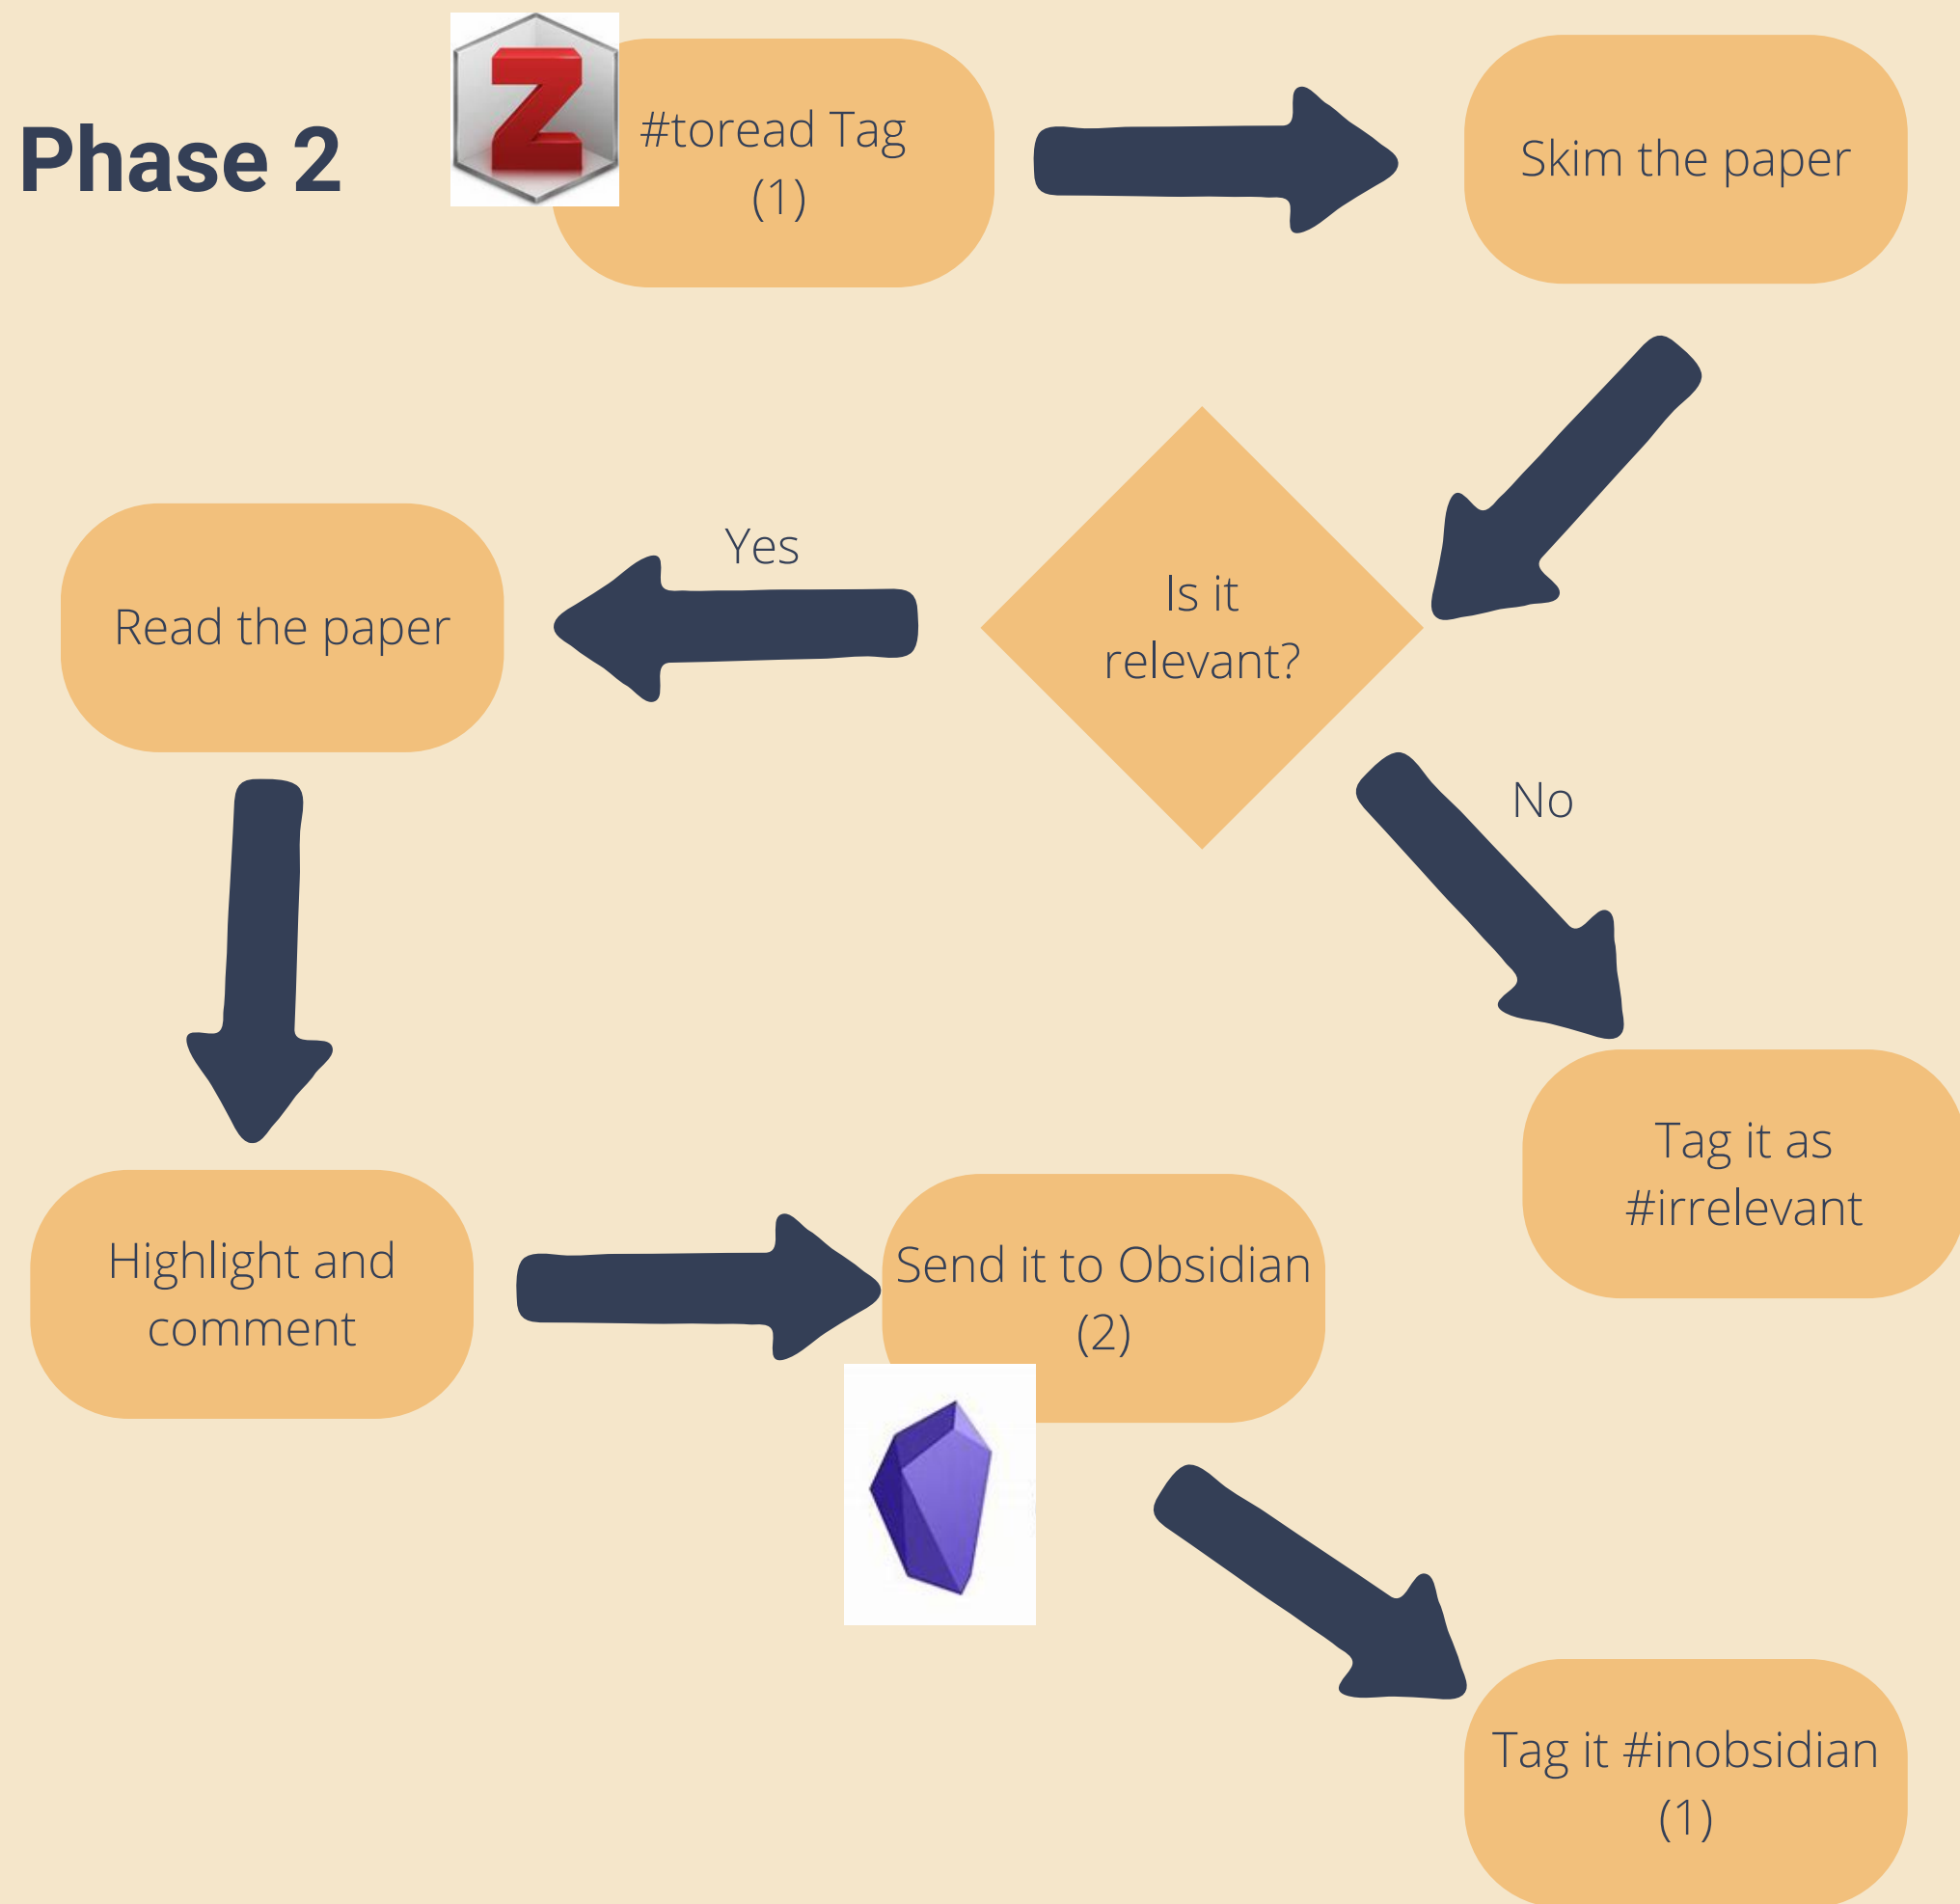 Phase 2
Z
#toread Tag
(1)
Skim the paper
Is it
relevant?
Yes
Read the paper
No
Tag it as
#irrelevant
Highlight and
comment
Send it to Obsidian
(2)
Tag it #inobsidian
(1)